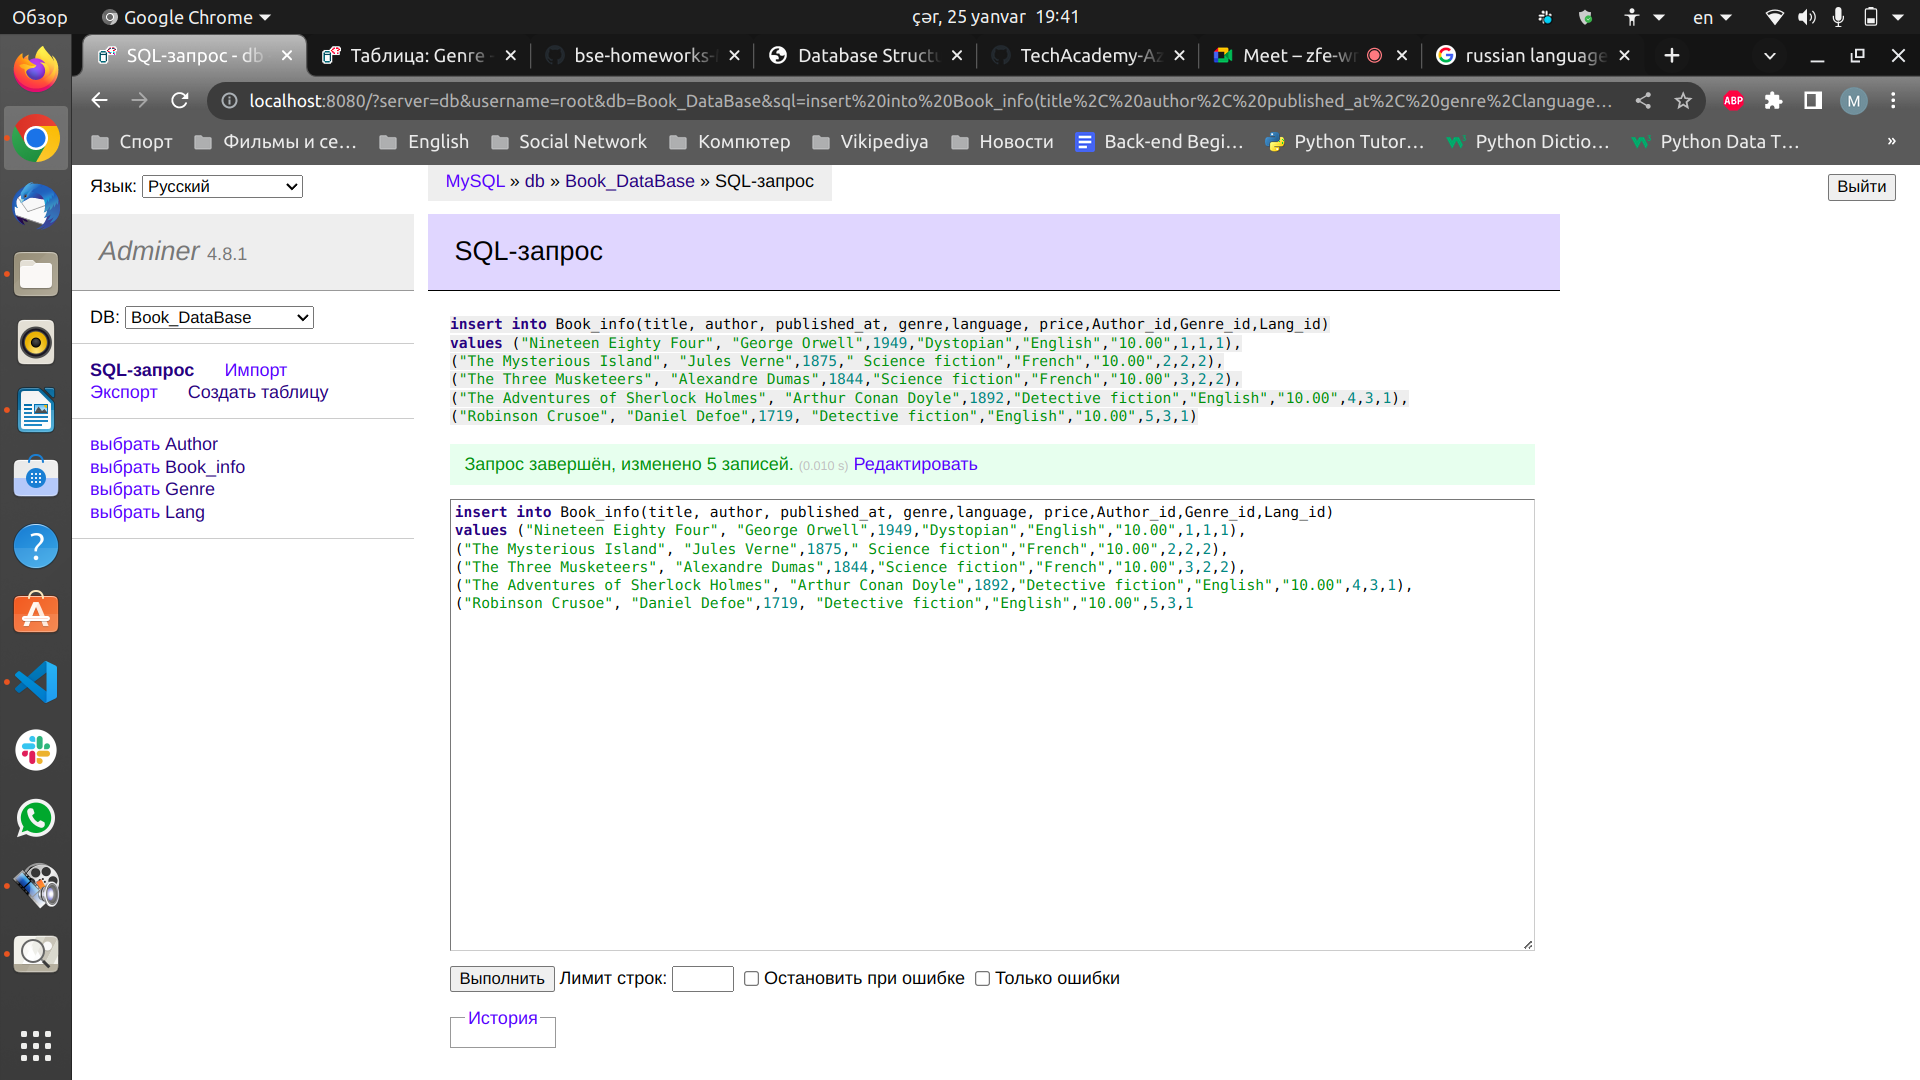 Обзор
Google Chrome
çər, 25 yanvar 19:41
en
SQL-запрос - db
Таблица: Genre -
bse-homeworks-
Database Structu
TechAcademy-Az
Meet – zfe-w
russian language
localhost:8080/?server=db&username=root&db=Book_DataBase&sql=insert%20into%20Book_info(title%2C%20author%2C%20published_at%2C%20genre%2Clanguage...
ABP
M
Спорт
Фильмы и се...
English
Social Network
Компютер
Vikipediya
Новости
Back-end Begi...
Python Tutor...
Python Dictio...
Python Data T...
»
Язык: Русский
MySQL » db » Book_DataBase » SQL-запрос
Выйти
Adminer 4.8.1
SQL-запрос
DB: Book_DataBase
SQL-запрос Импорт
Экспорт Создать таблицу
выбрать Author
выбрать Book_info
выбрать Genre
выбрать Lang
insert into Book_info(title, author, published_at, genre,language, price,Author_id,Genre_id,Lang_id)
values ("Nineteen Eighty Four", "George Orwell",1949,"Dystopian","English","10.00",1,1,1),
("The Mysterious Island", "Jules Verne",1875," Science fiction","French","10.00",2,2,2),
("The Three Musketeers", "Alexandre Dumas",1844,"Science fiction","French","10.00",3,2,2),
("The Adventures of Sherlock Holmes", "Arthur Conan Doyle",1892,"Detective fiction","English","10.00",4,3,1),
("Robinson Crusoe", "Daniel Defoe",1719, "Detective fiction","English","10.00",5,3,1)
Запрос завершён, изменено 5 записей. (0.010 s) Редактировать
insert into Book_info(title, author, published_at, genre,language, price,Author_id,Genre_id,Lang_id)
values ("Nineteen Eighty Four", "George Orwell",1949,"Dystopian","English","10.00",1,1,1),
("The Mysterious Island", "Jules Verne",1875," Science fiction","French","10.00",2,2,2),
("The Three Musketeers", "Alexandre Dumas",1844,"Science fiction","French","10.00",3,2,2),
("The Adventures of Sherlock Holmes", "Arthur Conan Doyle",1892,"Detective fiction","English","10.00",4,3,1),
("Robinson Crusoe", "Daniel Defoe",1719, "Detective fiction","English","10.00",5,3,1
Выполнить Лимит строк: Остановить при ошибке Только ошибки
История